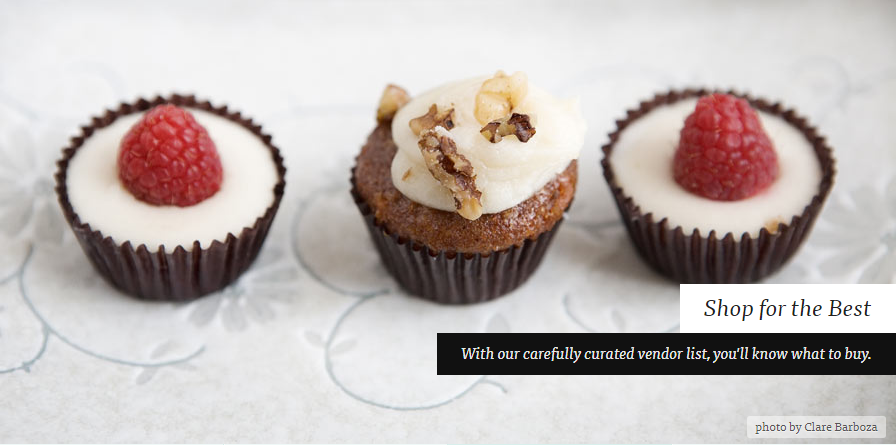 Shop for the Best
With our carefully curated vendor list, you'll know what to buy.
photo by Clare Barboza